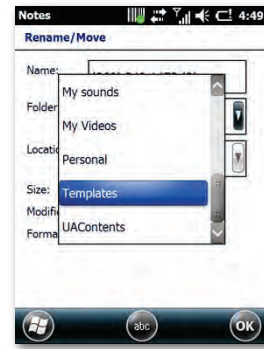 Notes 4:49
Rename/Move
Name:
My sounds
Folder
My Videos
Locatio
Personal
Size:
Templates
Modifi
UAContents
Forma
abc
OK